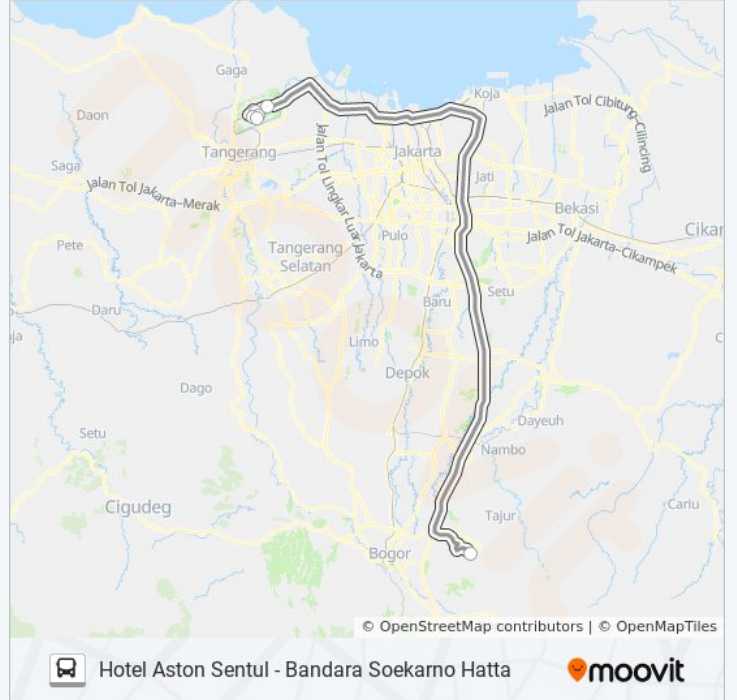 Gaga
Koja
Jalan Tol Cibitung-Cilincing
Daon
Tangerang
Jakarta
Saga
Jati
Jalan Tol Jakarta–Merak
Jalan Tol Lingkar Luar Jakarta
Bekasi
Pete
Tangerang
Selatan
Pulo
Jalan Tol Jakarta–Cikampek
Cikar
Setu
Baru
Daru
ja
Limo
C
Depok
Dago
Dayeuh
Setu
Nambo
Cigudeg
Tajur
Cariu
Bogor
© OpenStreetMap contributors | © OpenMapTiles
Hotel Aston Sentul - Bandara Soekarno Hatta
moovit